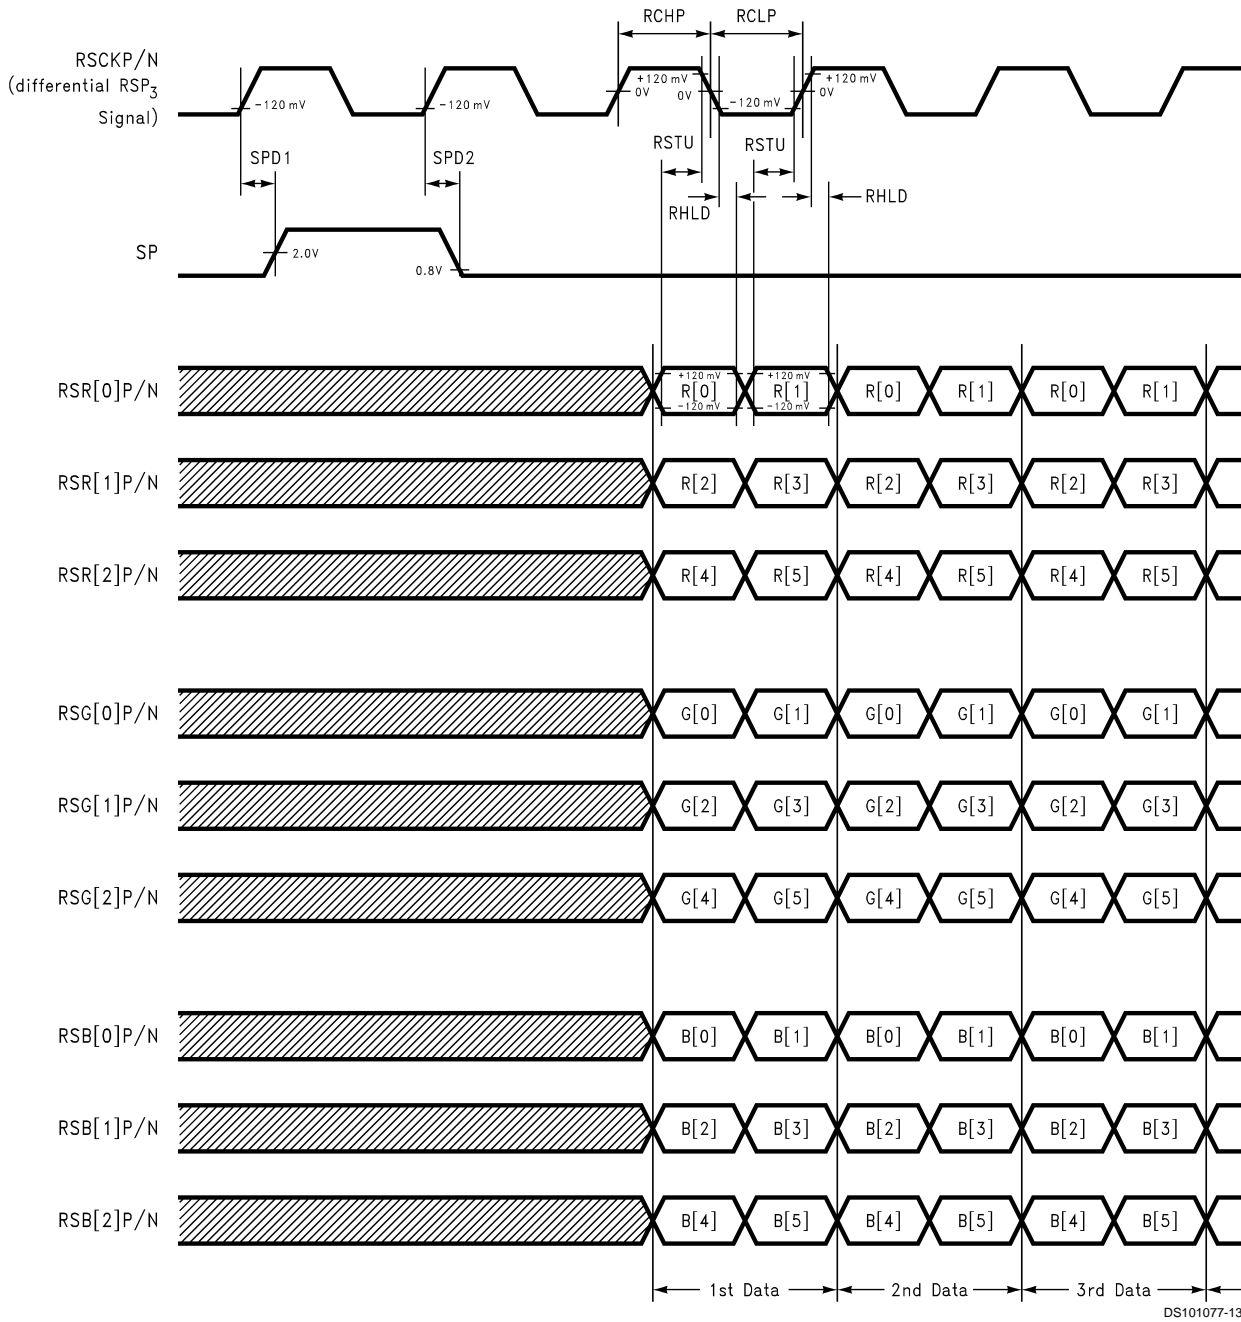 RCHP RCLP
RSCKP/N
(differential RSP3
Signal)
-120 mV -120 mV +120 mV 0V 0V -120 mV +120 mV 0V
SPD1 SPD2 RSTU RSTU
RHLD RHLD
SP 2.0V 0.8V
+120 mV +120 mV
RSR[0]P/N R[0] R[1] R[0] R[1] R[0] R[1]
-120 mV -120 mV
RSR[1]P/N R[2] R[3] R[2] R[3] R[2] R[3]
RSR[2]P/N R[4] R[5] R[4] R[5] R[4] R[5]
RSG[0]P/N G[0] G[1] G[0] G[1] G[0] G[1]
RSG[1]P/N G[2] G[3] G[2] G[3] G[2] G[3]
RSG[2]P/N G[4] G[5] G[4] G[5] G[4] G[5]
RSB[0]P/N B[0] B[1] B[0] B[1] B[0] B[1]
RSB[1]P/N B[2] B[3] B[2] B[3] B[2] B[3]
RSB[2]P/N B[4] B[5] B[4] B[5] B[4] B[5]
1st Data 2nd Data 3rd Data
DS101077-13